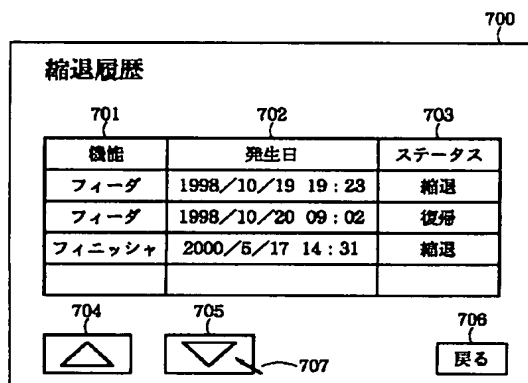 700
縮退履歴
701 702 703
機能 発生日 ステータス
フィーダ 1998/10/19 19:23 縮退
フィーダ 1998/10/20 09:02 復帰
フィニッシャ 2000/5/17 14:31 縮退
704 705 706
707
戻る